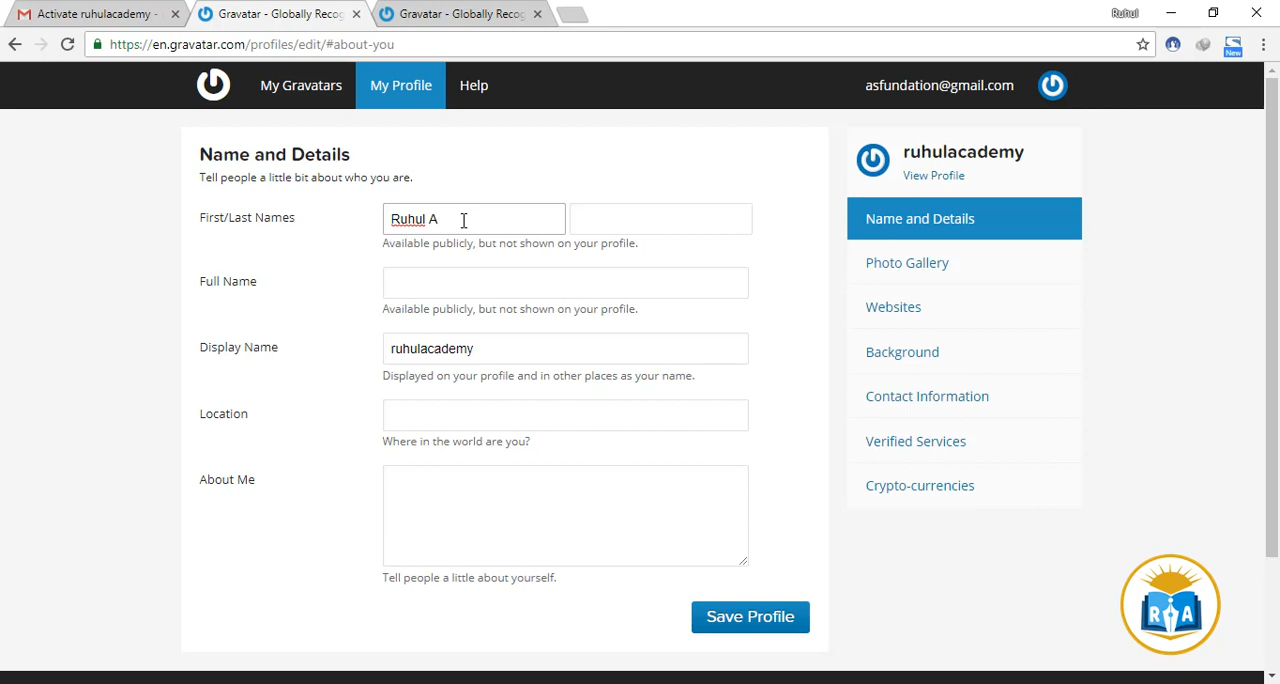 Activate ruhulacademy -
Gravatar - Globally Recog
Gravatar - Globally Recog
Ruhul
https://en.gravatar.com/profiles/edit/#about-you
New
My Gravatars
My Profile
Help
asfundation@gmail.com
Name and Details
Tell people a little bit about who you are.
First/Last Names
Ruhul A
Available publicly, but not shown on your profile.
Full Name
Available publicly, but not shown on your profile.
Display Name
ruhulacademy
Displayed on your profile and in other places as your name.
Location
Where in the world are you?
About Me
Tell people a little about yourself.
Save Profile
ruhulacademy
View Profile
Name and Details
Photo Gallery
Websites
Background
Contact Information
Verified Services
Crypto-currencies
R A